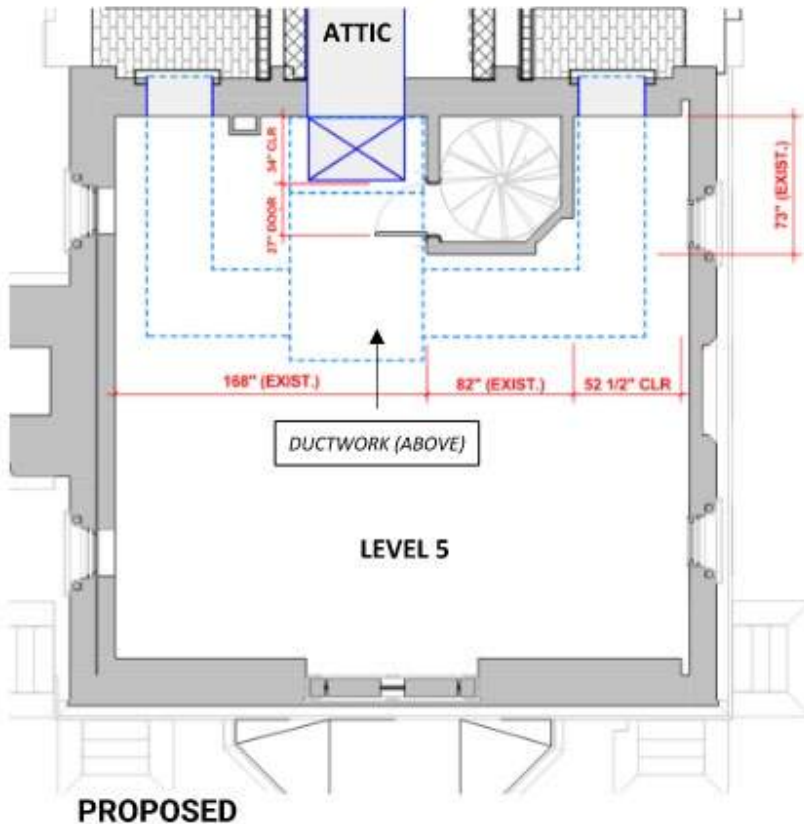 ATTIC
34" CLR
27" DOOR
73" (EXIST.)
168" (EXIST.)
82" (EXIST.)
52 1/2" CLR
DUCTWORK (ABOVE)
LEVEL 5
PROPOSED